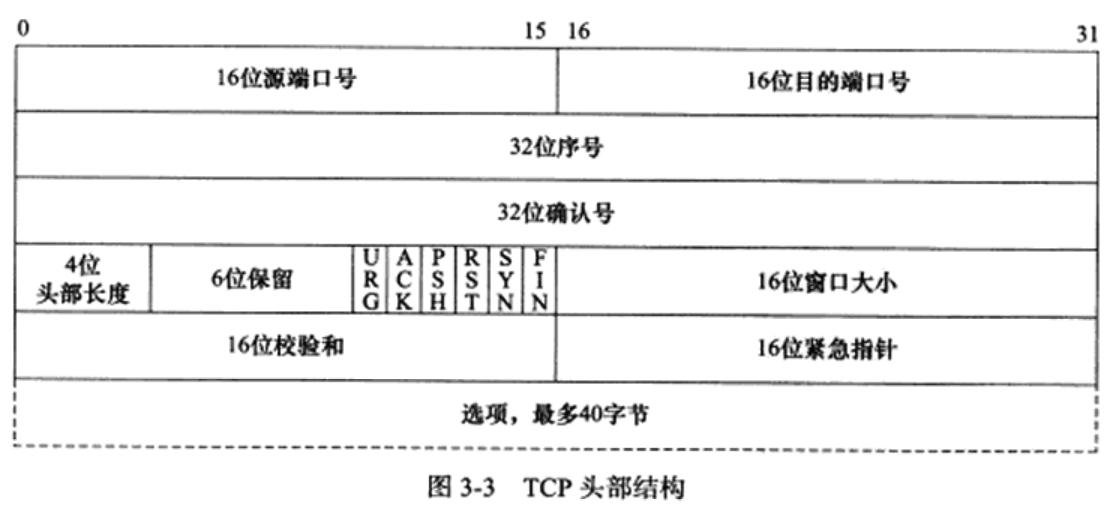 0 15 16 31
16位源端口号 16位目的端口号
32位序号
32位确认号
4位头部长度 6位保留 URG ACK PSH RST SYN FIN 16位窗口大小
16位校验和 16位紧急指针
选项，最多40字节
图 3-3 TCP 头部结构